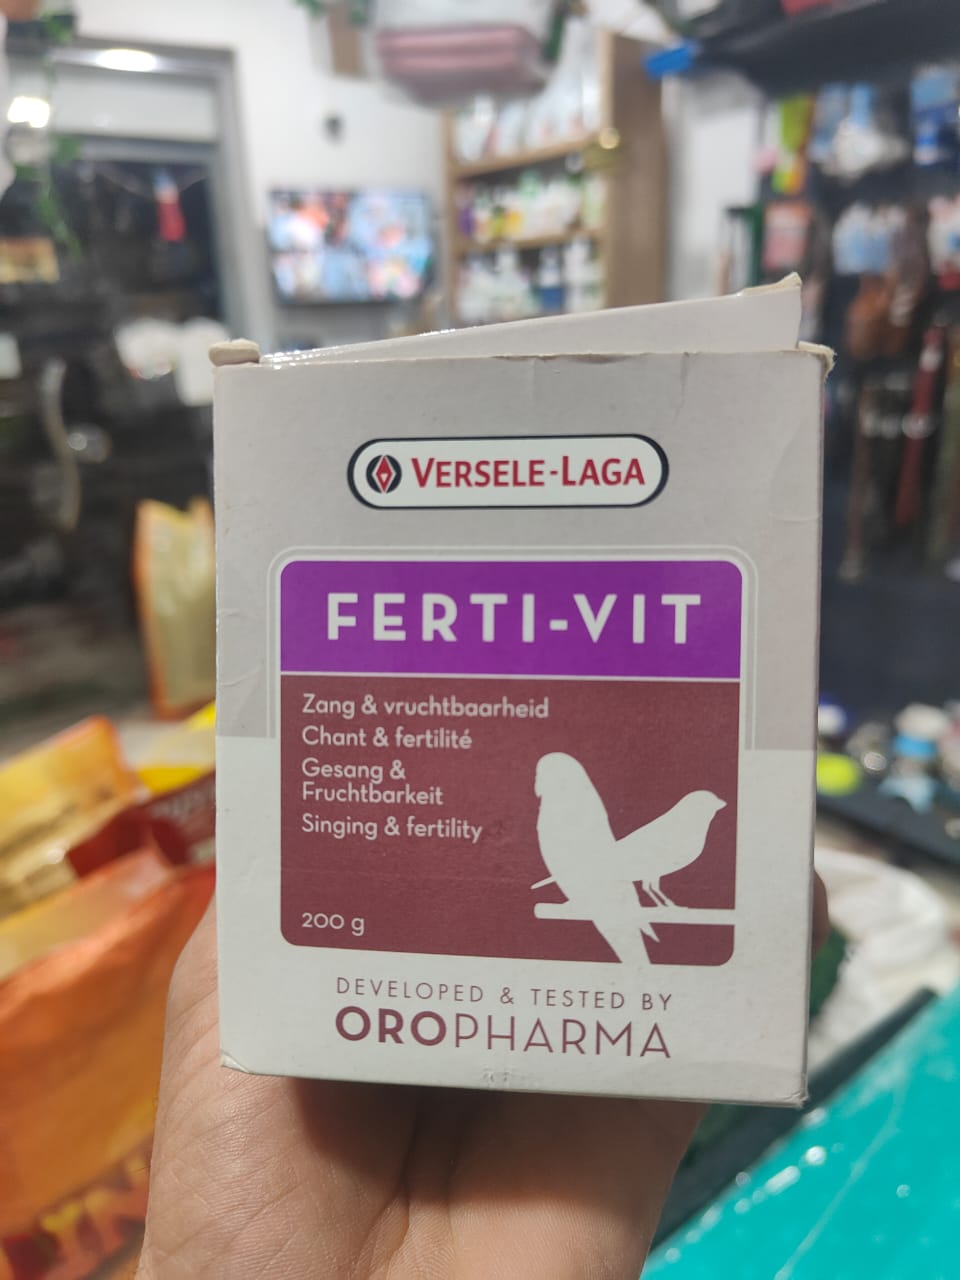 VERSELE-LAGA
FERTI-VIT
Zang & vruchtbaarheid
Chant & fertilité
Gesang &
Fruchtbarkeit
Singing & fertility
200 g
DEVELOPED & TESTED BY
OROPHARMA